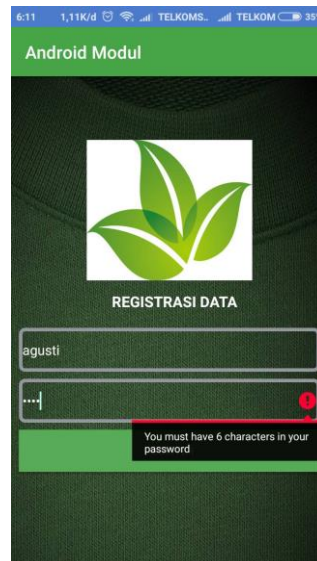 6:11 1,11K/d TELKOMS.. TELKOM 35
Android Modul
REGISTRASI DATA
agusti
····
You must have 6 characters in your
password